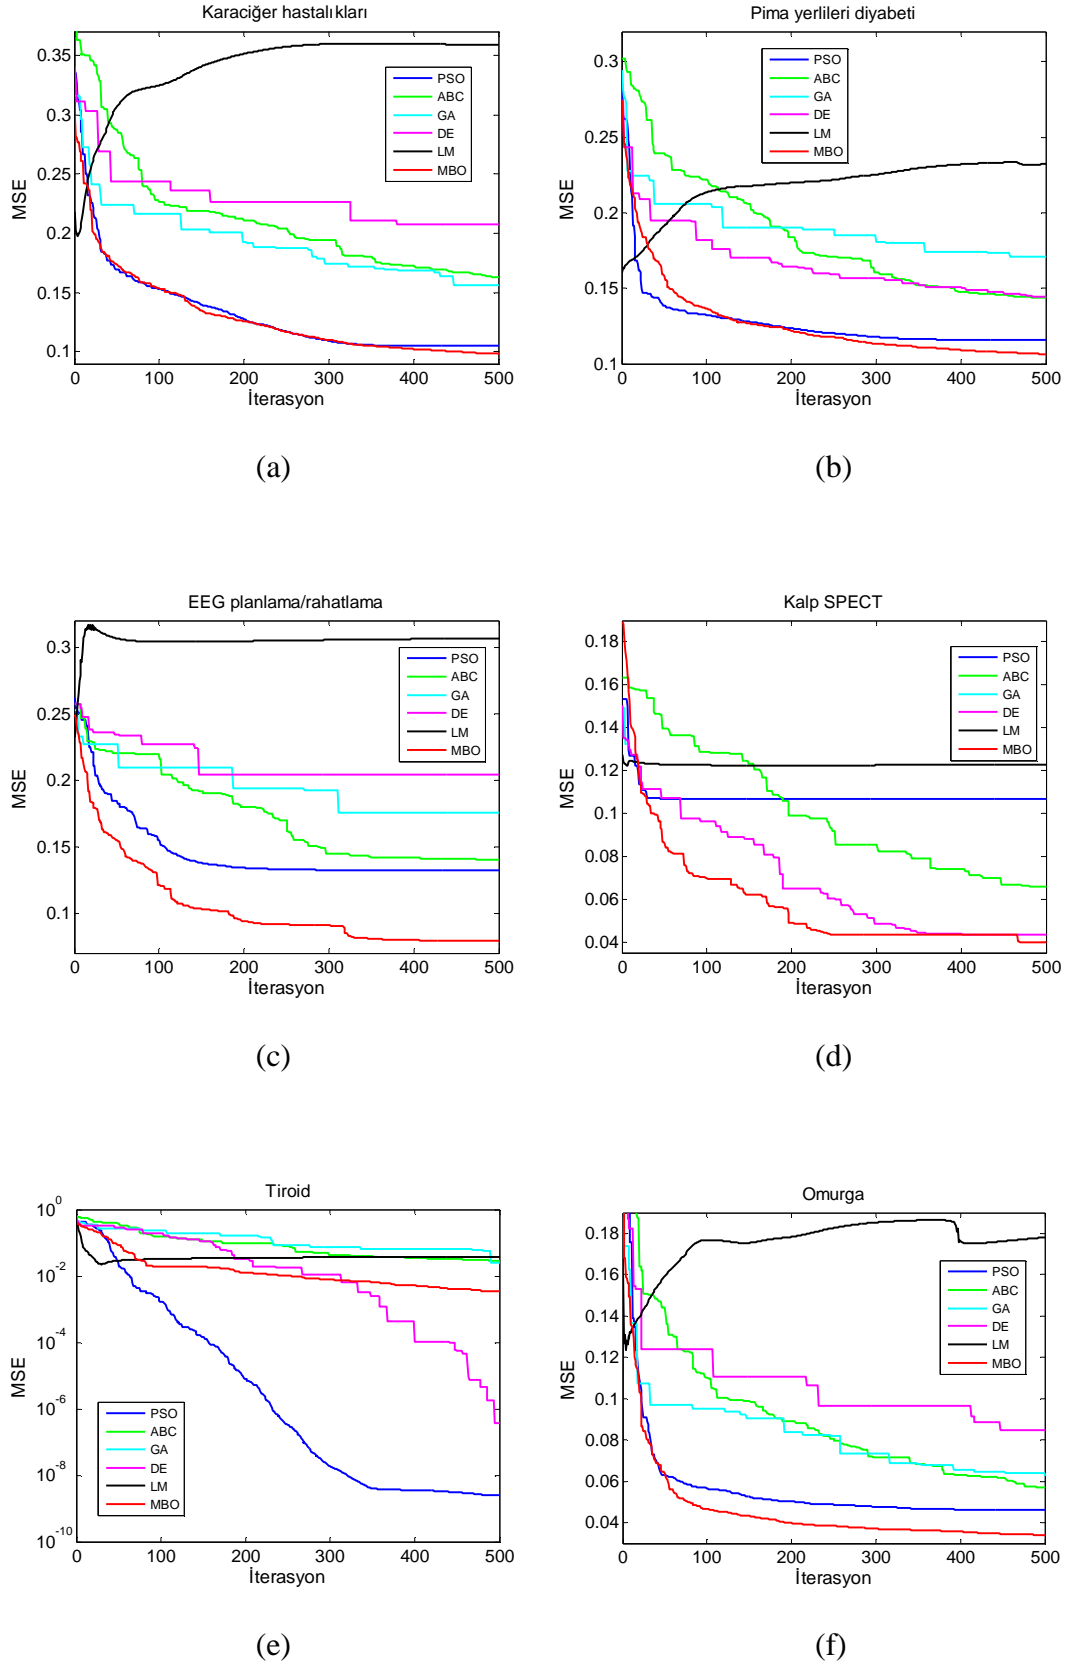 Karaciğer hastalıkları
MSE
0.35
0.3
0.25
0.2
0.15
0.1
0 100 200 300 400 500
İterasyon
PSO
ABC
GA
DE
LM
MBO
(a)
Pima yerlileri diyabeti
MSE
0.3
0.25
0.2
0.15
0.1
0 100 200 300 400 500
İterasyon
PSO
ABC
GA
DE
LM
MBO
(b)
EEG planlama/rahatlama
MSE
0.3
0.25
0.2
0.15
0.1
0 100 200 300 400 500
İterasyon
PSO
ABC
GA
DE
LM
MBO
(c)
Kalp SPECT
MSE
0.18
0.16
0.14
0.12
0.1
0.08
0.06
0.04
0 100 200 300 400 500
İterasyon
PSO
ABC
GA
DE
LM
MBO
(d)
Tiroid
MSE
10^0
10^-2
10^-4
10^-6
10^-8
10^-10
0 100 200 300 400 500
İterasyon
PSO
ABC
GA
DE
LM
MBO
(e)
Omurga
MSE
0.18
0.16
0.14
0.12
0.1
0.08
0.06
0.04
0 100 200 300 400 500
İterasyon
PSO
ABC
GA
DE
LM
MBO
(f)